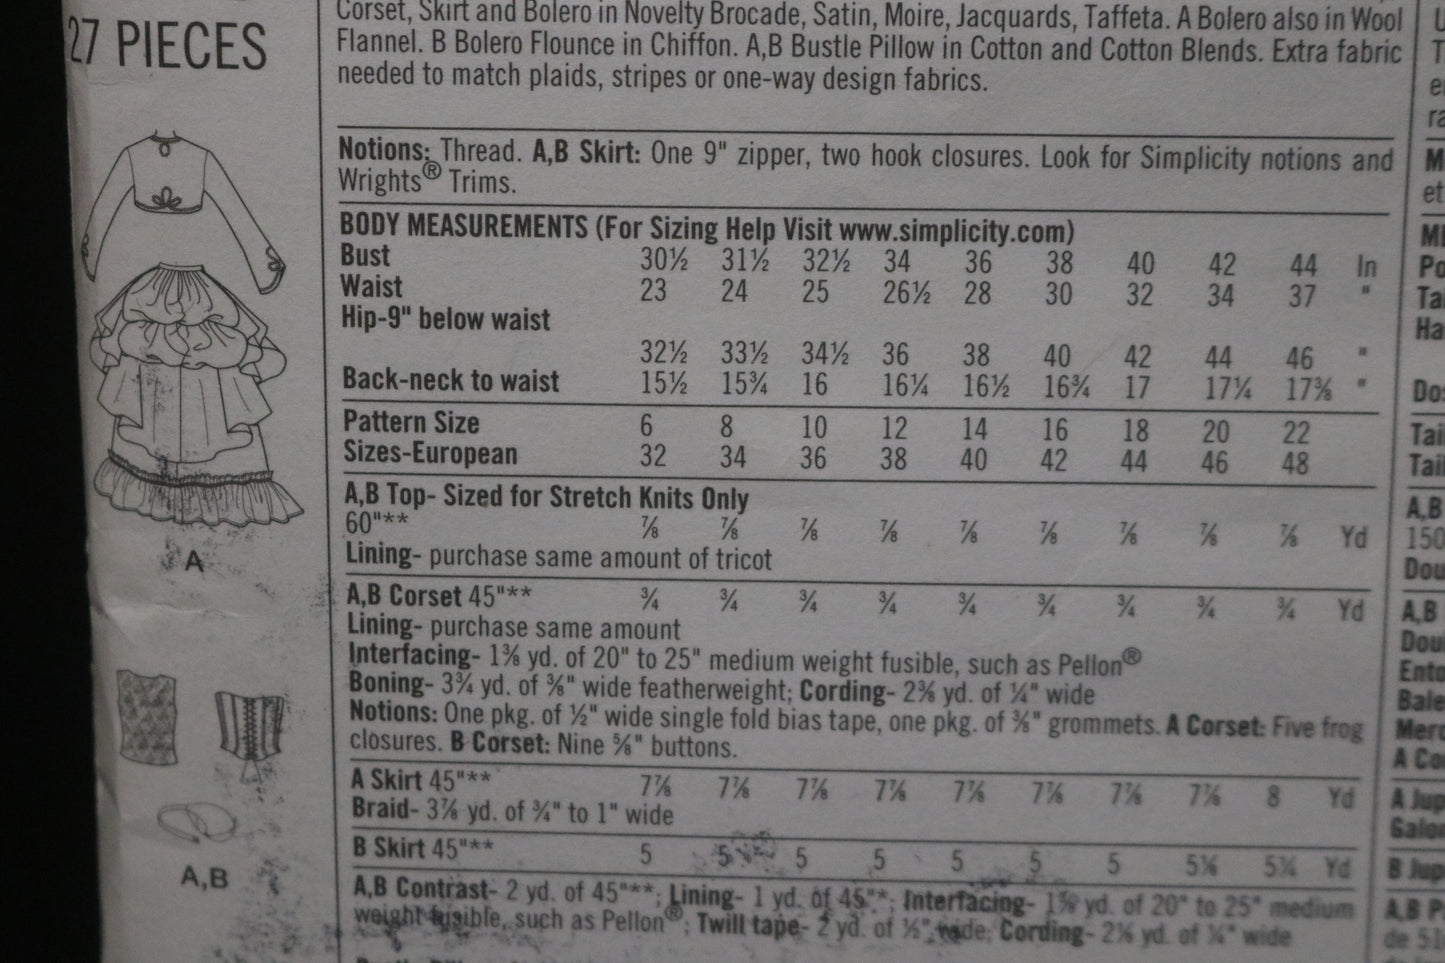 27 PIECES
Corset, Skirt and Bolero in Novelty Brocade, Satin, Moire, Jacquards, Taffeta. A Bolero also in Wool
Flannel. B Bolero Flounce in Chiffon. A,B Bustle Pillow in Cotton and Cotton Blends. Extra fabric
needed to match plaids, stripes or one-way design fabrics.
Notions: Thread. A,B Skirt: One 9" zipper, two hook closures. Look for Simplicity notions and
Wrights® Trims.
BODY MEASUREMENTS (For Sizing Help Visit www.simplicity.com)
Bust 30½ 31½ 32½ 34 36 38 40 42 44 In
Waist 23 24 25 26½ 28 30 32 34 37 "
Hip-9" below waist
32½ 33½ 34½ 36 38 40 42 44 46 "
Back-neck to waist 15½ 15¾ 16 16¼ 16½ 16¾ 17 17¼ 17⅜ "
Pattern Size 6 8 10 12 14 16 18 20 22
Sizes-European 32 34 36 38 40 42 44 46 48
A,B Top- Sized for Stretch Knits Only
60"** ⅞ ⅞ ⅞ ⅞ ⅞ ⅞ ⅞ ⅞ ⅞ Yd
Lining- purchase same amount of tricot
A,B Corset 45"** ¾ ¾ ¾ ¾ ¾ ¾ ¾ ¾ ¾ Yd
Lining- purchase same amount
Interfacing- 1⅜ yd. of 20" to 25" medium weight fusible, such as Pellon®
Boning- 3¾ yd. of ⅜" wide featherweight; Cording- 2⅜ yd. of ¼" wide
Notions: One pkg. of ½" wide single fold bias tape, one pkg. of ⅜" grommets. A Corset: Five frog
closures. B Corset: Nine ⅝" buttons.
A Skirt 45"** 7⅞ 7⅞ 7⅞ 7⅞ 7⅞ 7⅞ 7⅞ 7⅞ 8 Yd
Braid- 3⅞ yd. of ¾" to 1" wide
B Skirt 45"** 5 5 5 5 5 5 5 Yd
A,B Contrast- 2 yd. of 45"**; Lining- 1 yd. of 45"*; Interfacing- yd. of 20" to 25" medium
weight fusible, such as Pellon®; Twill tape- 2 yd. of ½" wide; Cording- yd. of ¼" wide
A
A,B
A,B
150
A,B